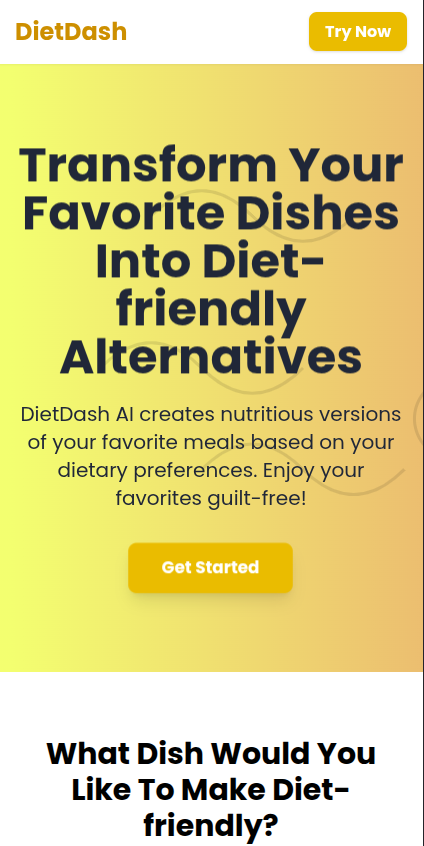 DietDash
Try Now
Transform Your
Favorite Dishes
Into Diet-
friendly
Alternatives
DietDash AI creates nutritious versions
of your favorite meals based on your
dietary preferences. Enjoy your
favorites guilt-free!
Get Started
What Dish Would You
Like To Make Diet-
friendly?